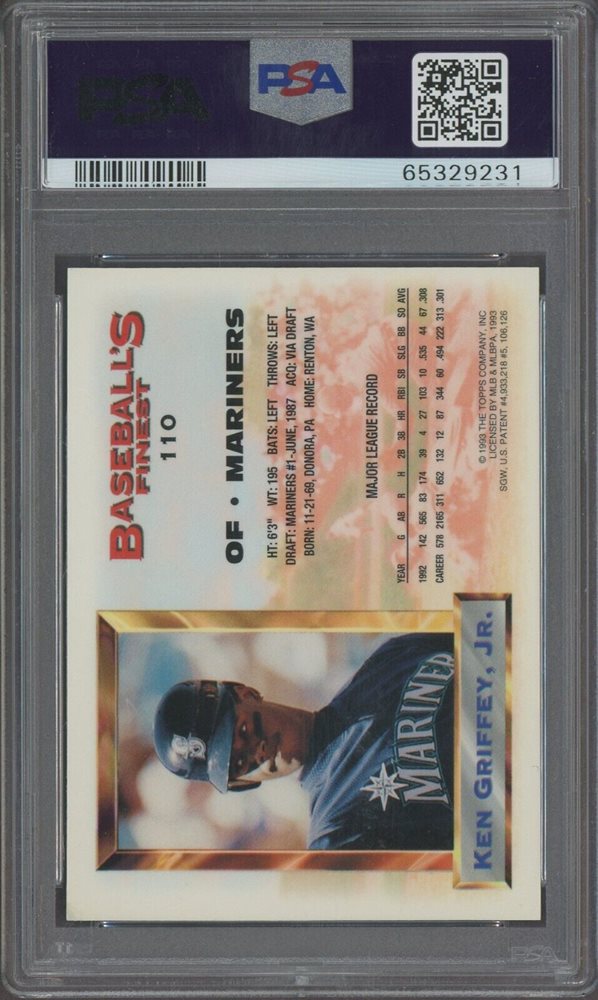 PSA
PSA
65329231
BASEBALL'S
FINEST
110
OF • MARINERS
HT: 6'3" WT: 195 BATS: LEFT THROWS: LEFT
DRAFT: MARINERS #1-JUNE, 1987 ACQ: VIA DRAFT
BORN: 11-21-69, DONORA, PA HOME: RENTON, WA
MAJOR LEAGUE RECORD
YEAR G AB R H 2B 3B HR RBI SB SLG BB SO AVG
1992 142 565 83 174 39 4 27 103 10 .535 44 67 .308
CAREER 578 2165 311 652 132 12 87 344 60 .494 222 313 .301
© 1993 THE TOPPS COMPANY, INC
LICENSED BY MLB & MLBPA, 1993
SGW, U.S. PATENT #4,933,218 #5, 106,126
S
MARINER
KEN GRIFFEY, JR.
PSA